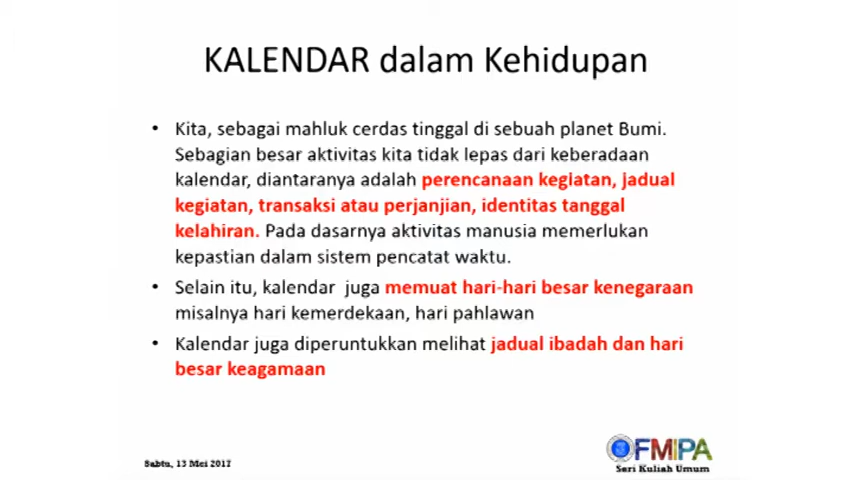 KALENDAR dalam Kehidupan
• Kita, sebagai mahluk cerdas tinggal di sebuah planet Bumi.
Sebagian besar aktivitas kita tidak lepas dari keberadaan
kalendar, diantaranya adalah perencanaan kegiatan, jadual
kegiatan, transaksi atau perjanjian, identitas tanggal
kelahiran. Pada dasarnya aktivitas manusia memerlukan
kepastian dalam sistem pencatat waktu.
• Selain itu, kalendar juga memuat hari-hari besar kenegaraan
misalnya hari kemerdekaan, hari pahlawan
• Kalendar juga diperuntukkan melihat jadual ibadah dan hari
besar keagamaan
Sabtu, 13 Mei 2017
FMIPA
Seri Kuliah Umum